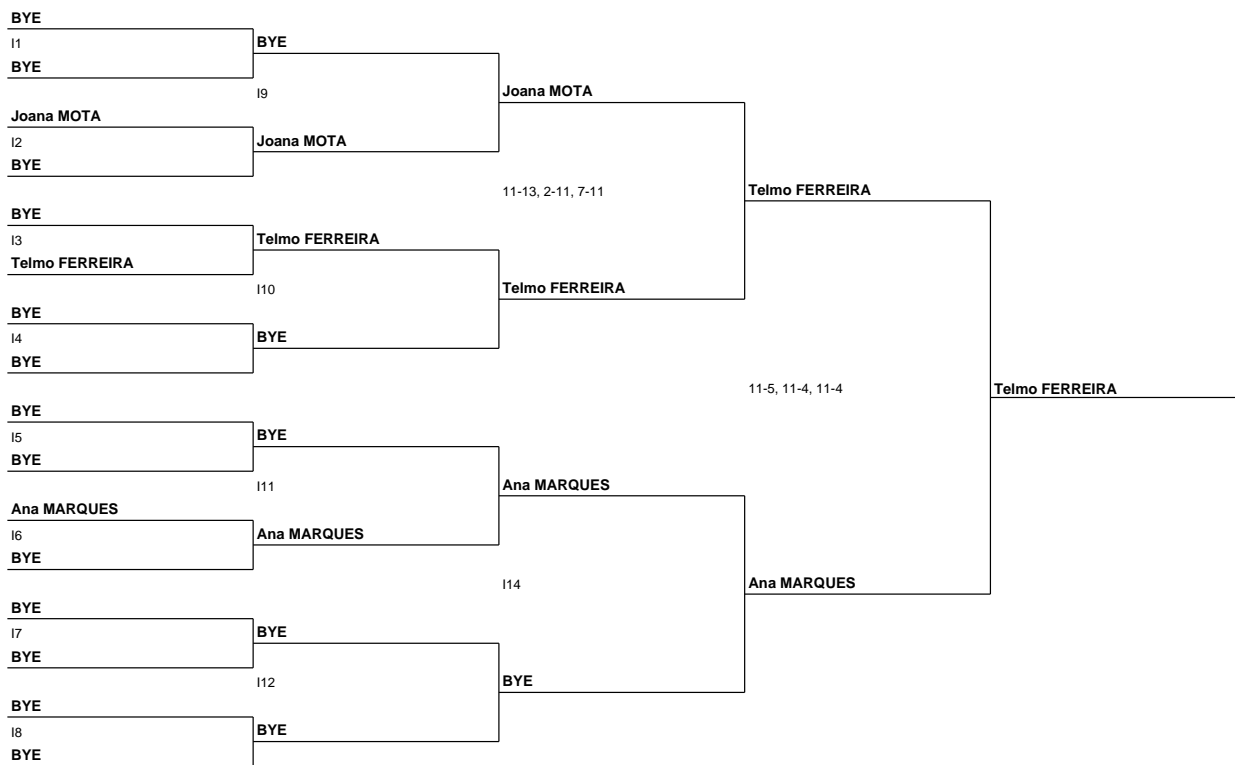 BYE
I1
BYE
BYE
I9
Joana MOTA
Joana MOTA
I2
Joana MOTA
BYE
11-13, 2-11, 7-11
Telmo FERREIRA
BYE
I3
Telmo FERREIRA
Telmo FERREIRA
I10
Telmo FERREIRA
BYE
I4
BYE
BYE
11-5, 11-4, 11-4
Telmo FERREIRA
BYE
I5
BYE
BYE
I11
Ana MARQUES
Ana MARQUES
I6
Ana MARQUES
BYE
I14
Ana MARQUES
BYE
I7
BYE
BYE
I12
BYE
BYE
I8
BYE
BYE